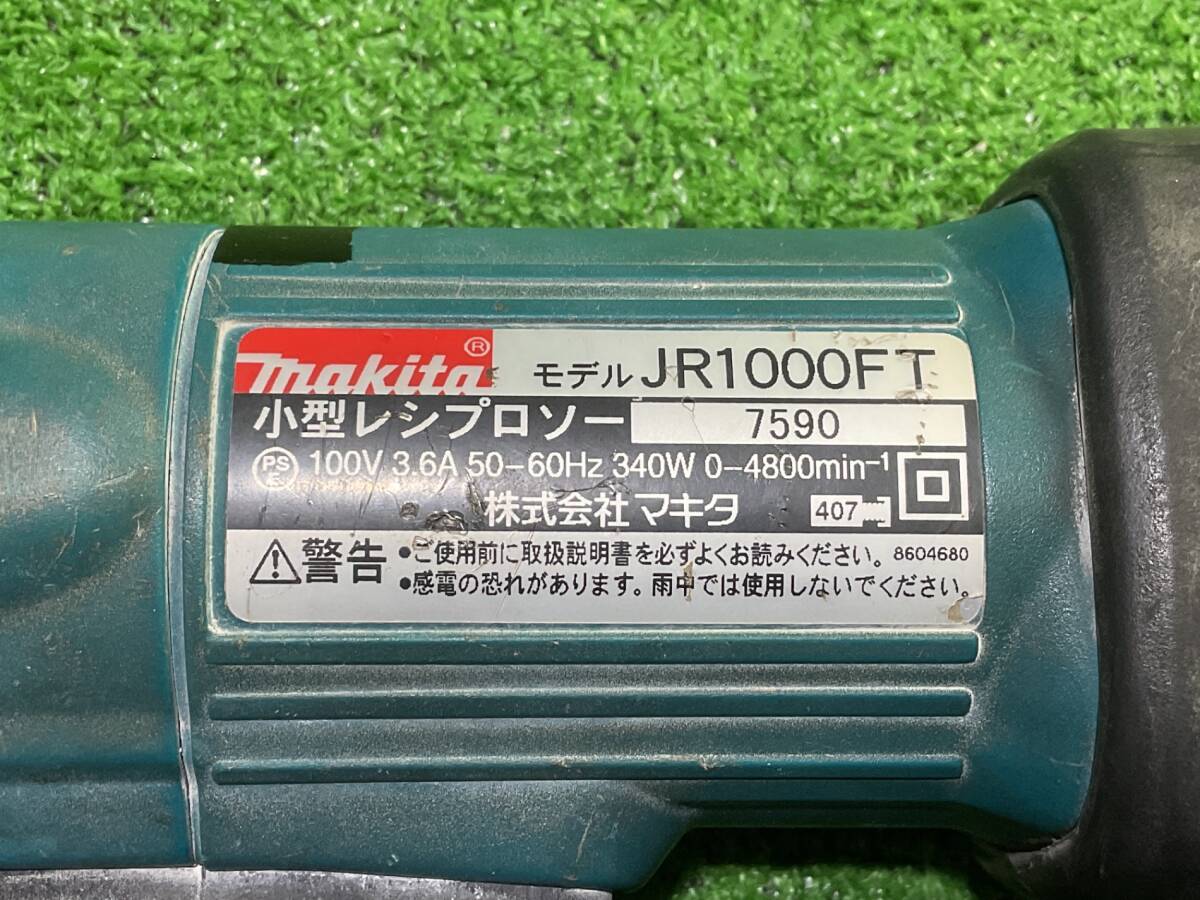 makita®
モデル JR1000FT
小型レシプロソー 7590
PSE 100V 3.6A 50-60Hz 340W 0-4800min⁻¹
株式会社 マキタ 407
警告 •ご使用前に取扱説明書を必ずよくお読みください。 8604680
•感電の恐れがあります。雨中では使用しないでください。